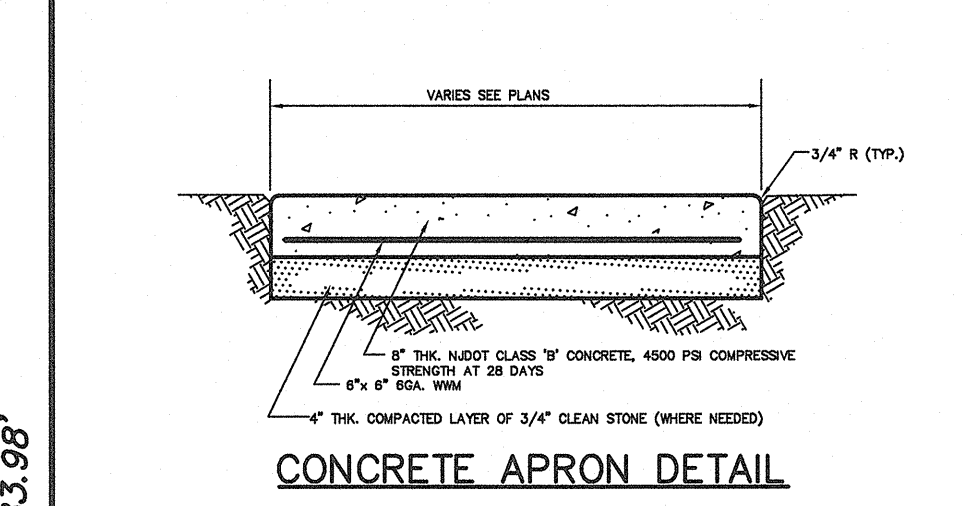 VARIES SEE PLANS
3/4" R (TYP.)
8" THK. NJDOT CLASS 'B' CONCRETE, 4500 PSI COMPRESSIVE
STRENGTH AT 28 DAYS
6"x 6" 6GA. WWM
4" THK. COMPACTED LAYER OF 3/4" CLEAN STONE (WHERE NEEDED)
CONCRETE APRON DETAIL
33.98'